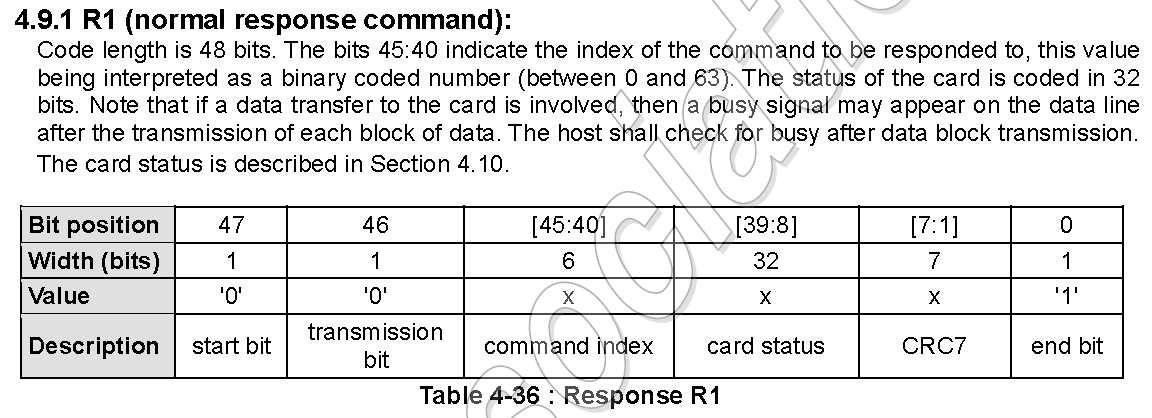 4.9.1 R1 (normal response command):
Code length is 48 bits. The bits 45:40 indicate the index of the command to be responded to, this value
being interpreted as a binary coded number (between 0 and 63). The status of the card is coded in 32
bits. Note that if a data transfer to the card is involved, then a busy signal may appear on the data line
after the transmission of each block of data. The host shall check for busy after data block transmission.
The card status is described in Section 4.10.
Bit position 47 46 [45:40] [39:8] [7:1] 0
Width (bits) 1 1 6 32 7 1
Value '0' '0' x x x '1'
Description start bit transmission bit command index card status CRC7 end bit
Table 4-36 : Response R1